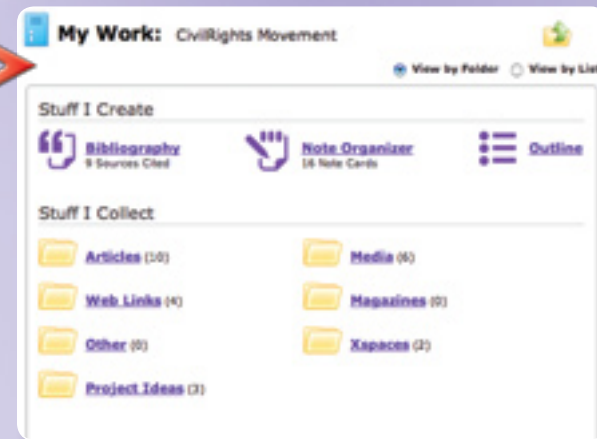 My Work: CivilRights Movement
View by Folder View by List
Stuff I Create
Bibliography Note Organizer Outline
9 Sources Cited 16 Note Cards
Stuff I Collect
Articles (10) Media (6)
Web Links (4) Magazines (0)
Other (0) Xspaces (2)
Project Ideas (3)